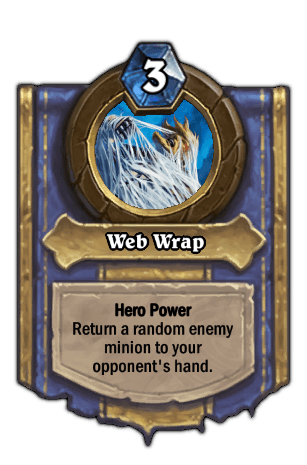 3
Web Wrap
Hero Power
Return a random enemy
minion to your
opponent's hand.